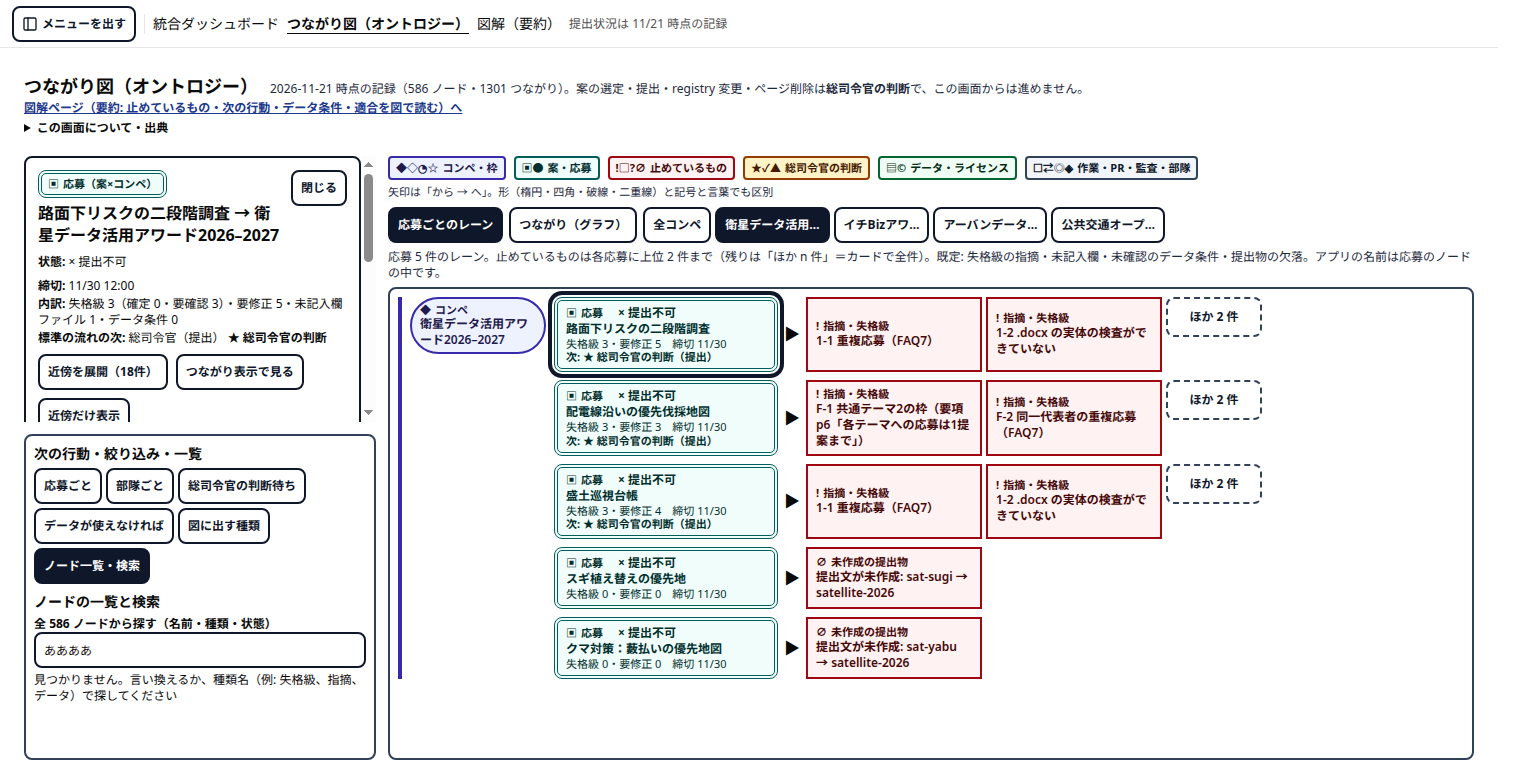 メニューを出す
統合ダッシュボード つながり図（オントロジー） 図解（要約） 提出状況は 11/21 時点の記録
つながり図（オントロジー） 2026-11-21 時点の記録（586 ノード・1301 つながり）。案の選定・提出・registry 変更・ページ削除は総司令官の判断で、この画面からは進めません。
図解ページ（要約: 止めているもの・次の行動・データ条件・適合を図で読む）へ
▶ この画面について・出典
▣ 応募（案×コンペ）
閉じる
路面下リスクの二段階調査 → 衛
星データ活用アワード2026–2027
状態: × 提出不可
締切: 11/30 12:00
内訳: 失格級 3（確定 0・要確認 3）・要修正 5・未記入欄
ファイル 1・データ条件 0
標準の流れの次: 総司令官（提出） ★ 総司令官の判断
近傍を展開（18件）
つながり表示で見る
近傍だけ表示
次の行動・絞り込み・一覧
応募ごと
部隊ごと
総司令官の判断待ち
データが使えなければ
図に出す種類
ノード一覧・検索
ノードの一覧と検索
全 586 ノードから探す（名前・種類・状態）
ああああ
見つかりません。言い換えるか、種類名（例: 失格級、指摘、
データ）で探してください
◆◇◔☆ コンペ・枠
▣● 案・応募
!□?⊘ 止めているもの
★✓▲ 総司令官の判断
▤© データ・ライセンス
☐⇄◎◈ 作業・PR・監査・部隊
矢印は「から → へ」。形（楕円・四角・破線・二重線）と記号と言葉でも区別
応募ごとのレーン
つながり（グラフ）
全コンペ
衛星データ活用…
イチBizアワ…
アーバンデータ…
公共交通オープ…
応募 5 件のレーン。止めているものは各応募に上位 2 件まで（残りは「ほか n 件」＝カードで全件）。既定: 失格級の指摘・未記入欄・未確認のデータ条件・提出物の欠落。アプリの名前は応募のノード
の中です。
◆ コンペ
衛星データ活用アワ
ード2026–2027
▣ 応募 × 提出不可
路面下リスクの二段階調査
失格級 3・要修正 5 締切 11/30
次: ★ 総司令官の判断（提出）
▶
! 指摘・失格級
1-1 重複応募（FAQ7）
! 指摘・失格級
1-2 .docx の実体の検査がで
きていない
ほか 2 件
▣ 応募 × 提出不可
配電線沿いの優先伐採地図
失格級 3・要修正 3 締切 11/30
次: ★ 総司令官の判断（提出）
▶
! 指摘・失格級
F-1 共通テーマ2の枠（要項
p6「各テーマへの応募は1提
案まで」）
! 指摘・失格級
F-2 同一代表者の重複応募
（FAQ7）
ほか 2 件
▣ 応募 × 提出不可
盛土巡視台帳
失格級 3・要修正 4 締切 11/30
次: ★ 総司令官の判断（提出）
▶
! 指摘・失格級
1-1 重複応募（FAQ7）
! 指摘・失格級
1-2 .docx の実体の検査がで
きていない
ほか 2 件
▣ 応募 × 提出不可
スギ植え替えの優先地
失格級 0・要修正 0 締切 11/30
▶
⊘ 未作成の提出物
提出文が未作成: sat-sugi →
satellite-2026
▣ 応募 × 提出不可
クマ対策：藪払いの優先地図
失格級 0・要修正 0 締切 11/30
▶
⊘ 未作成の提出物
提出文が未作成: sat-yabu
→ satellite-2026